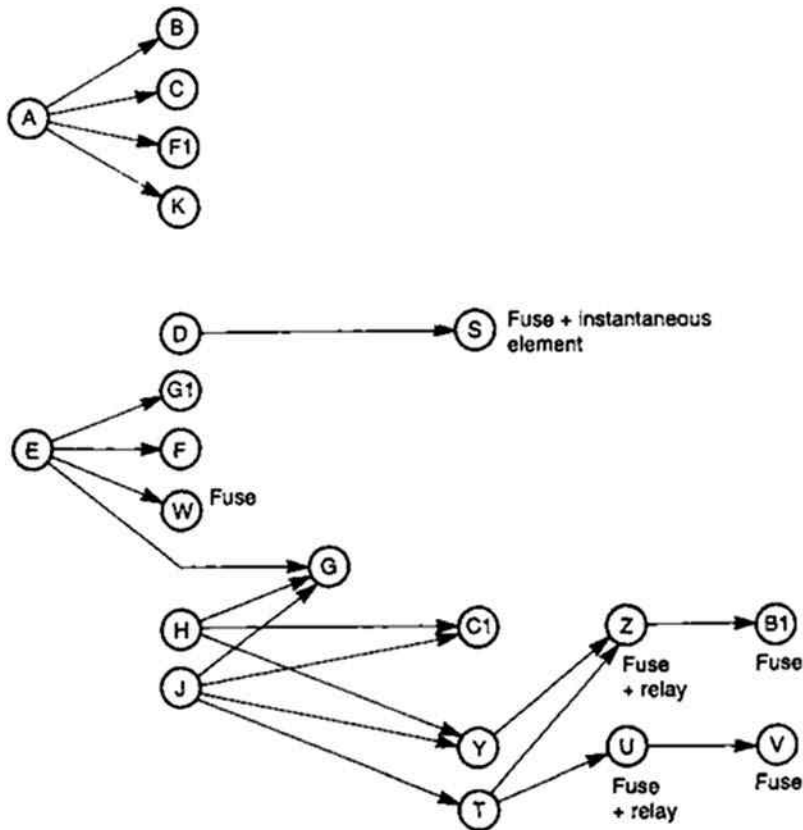 B
C
A
F1
K
D
S
Fuse + instantaneous
element
G1
E
F
W
Fuse
G
H
C1
Z
B1
Fuse
+ relay
Fuse
J
Y
U
V
Fuse
+ relay
Fuse
T